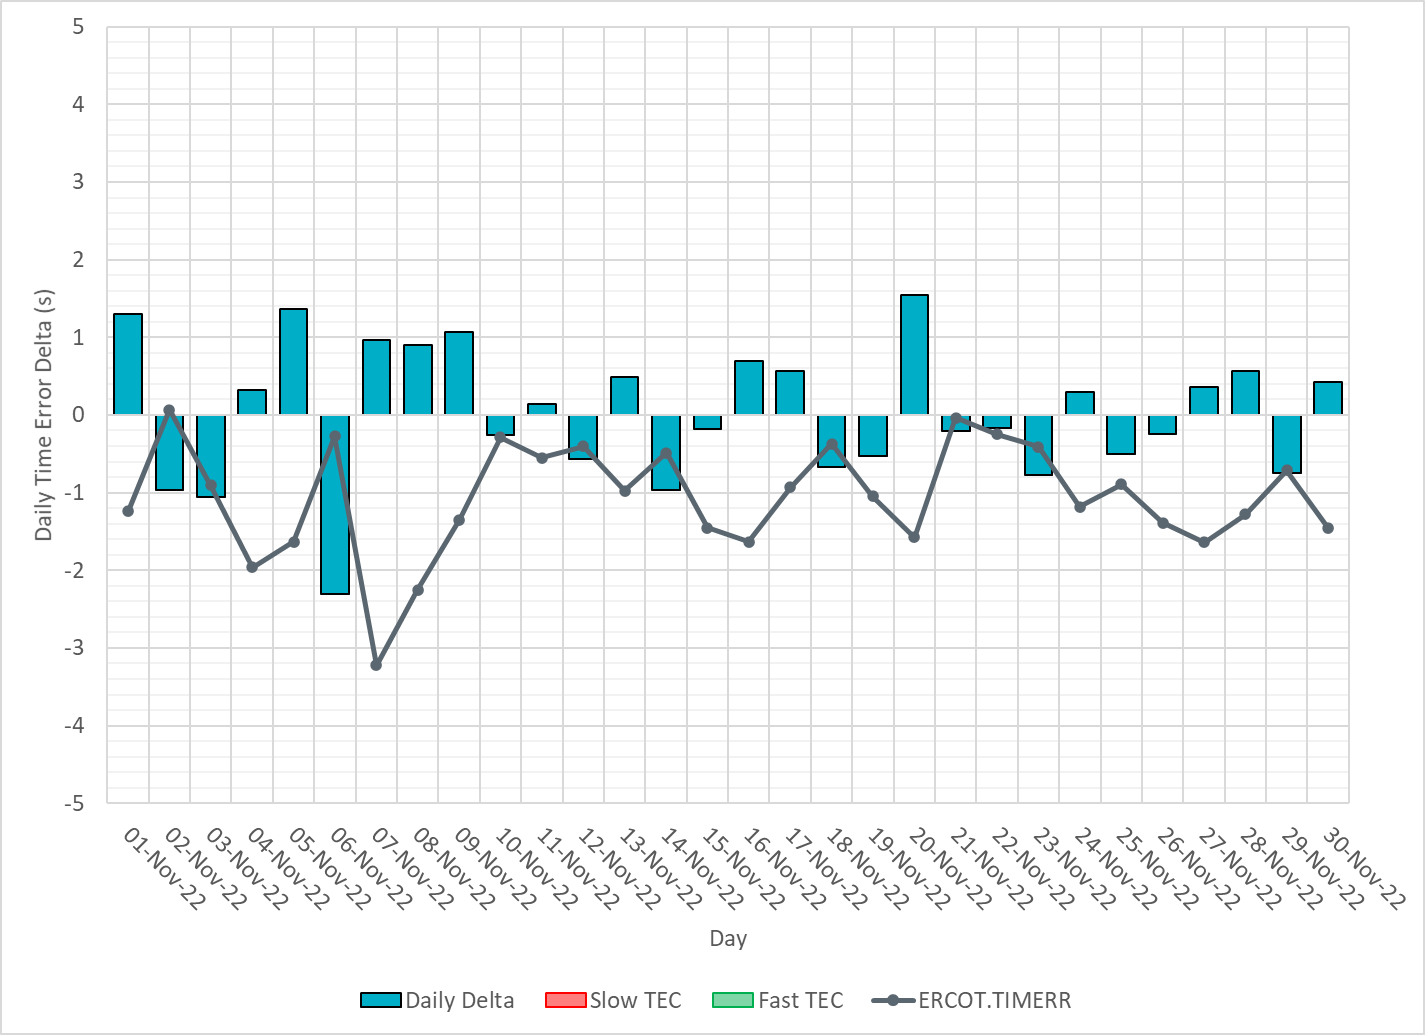 5
4
3
2
1
0
-1
-2
-3
-4
-5
Daily Time Error Delta (s)
01-Nov-22
02-Nov-22
03-Nov-22
04-Nov-22
05-Nov-22
06-Nov-22
07-Nov-22
08-Nov-22
09-Nov-22
10-Nov-22
11-Nov-22
12-Nov-22
13-Nov-22
14-Nov-22
15-Nov-22
16-Nov-22
17-Nov-22
18-Nov-22
19-Nov-22
20-Nov-22
21-Nov-22
22-Nov-22
23-Nov-22
24-Nov-22
25-Nov-22
26-Nov-22
27-Nov-22
28-Nov-22
29-Nov-22
30-Nov-22
Day
Daily Delta Slow TEC Fast TEC ERCOT.TIMERR